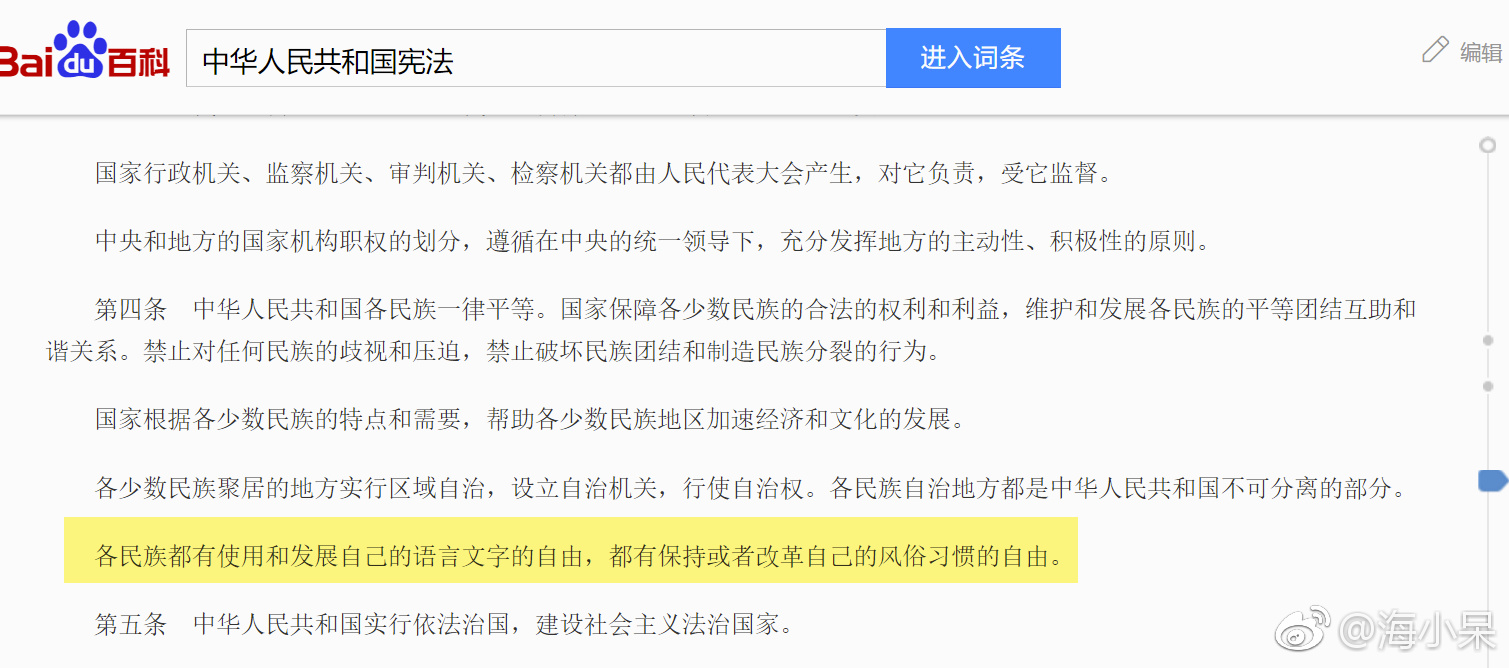 Bai du 百科
中华人民共和国宪法
进入词条
编辑
国家行政机关、监察机关、审判机关、检察机关都由人民代表大会产生，对它负责，受它监督。
中央和地方的国家机构职权的划分，遵循在中央的统一领导下，充分发挥地方的主动性、积极性的原则。
第四条　中华人民共和国各民族一律平等。国家保障各少数民族的合法的权利和利益，维护和发展各民族的平等团结互助和
谐关系。禁止对任何民族的歧视和压迫，禁止破坏民族团结和制造民族分裂的行为。
国家根据各少数民族的特点和需要，帮助各少数民族地区加速经济和文化的发展。
各少数民族聚居的地方实行区域自治，设立自治机关，行使自治权。各民族自治地方都是中华人民共和国不可分离的部分。
各民族都有使用和发展自己的语言文字的自由，都有保持或者改革自己的风俗习惯的自由。
第五条　中华人民共和国实行依法治国，建设社会主义法治国家。
@海小呆